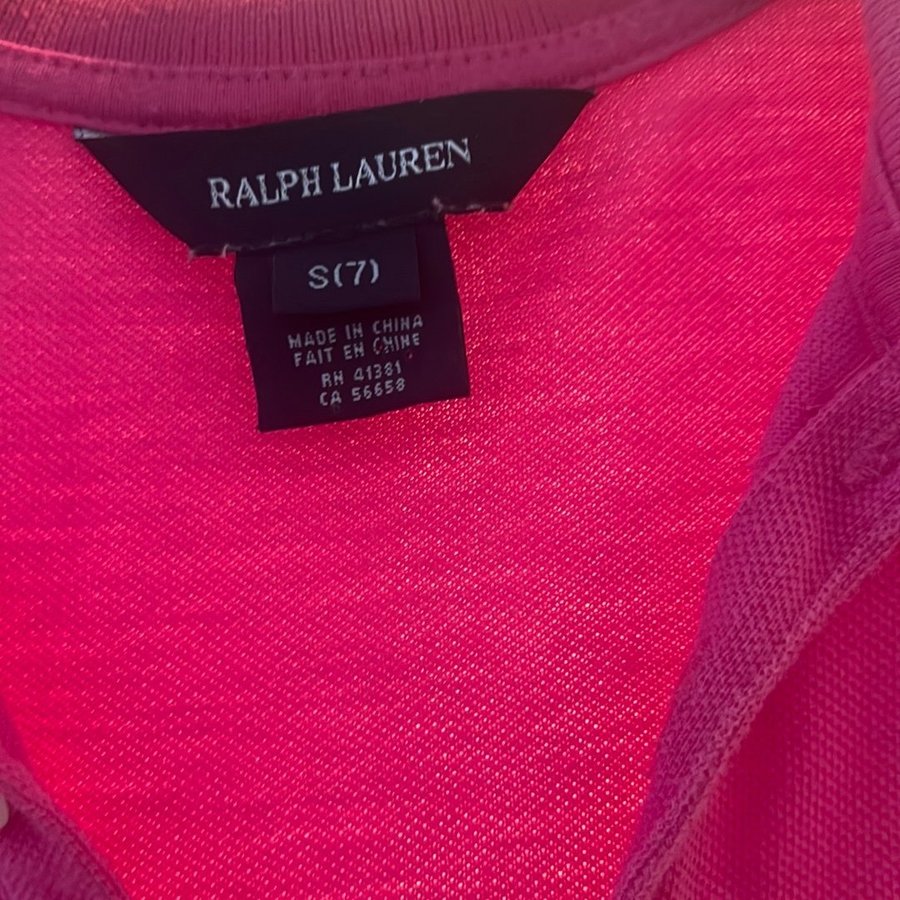 RALPH LAUREN
S(7)
MADE IN CHINA
FAIT EN CHINE
RN 41381
CA 56658